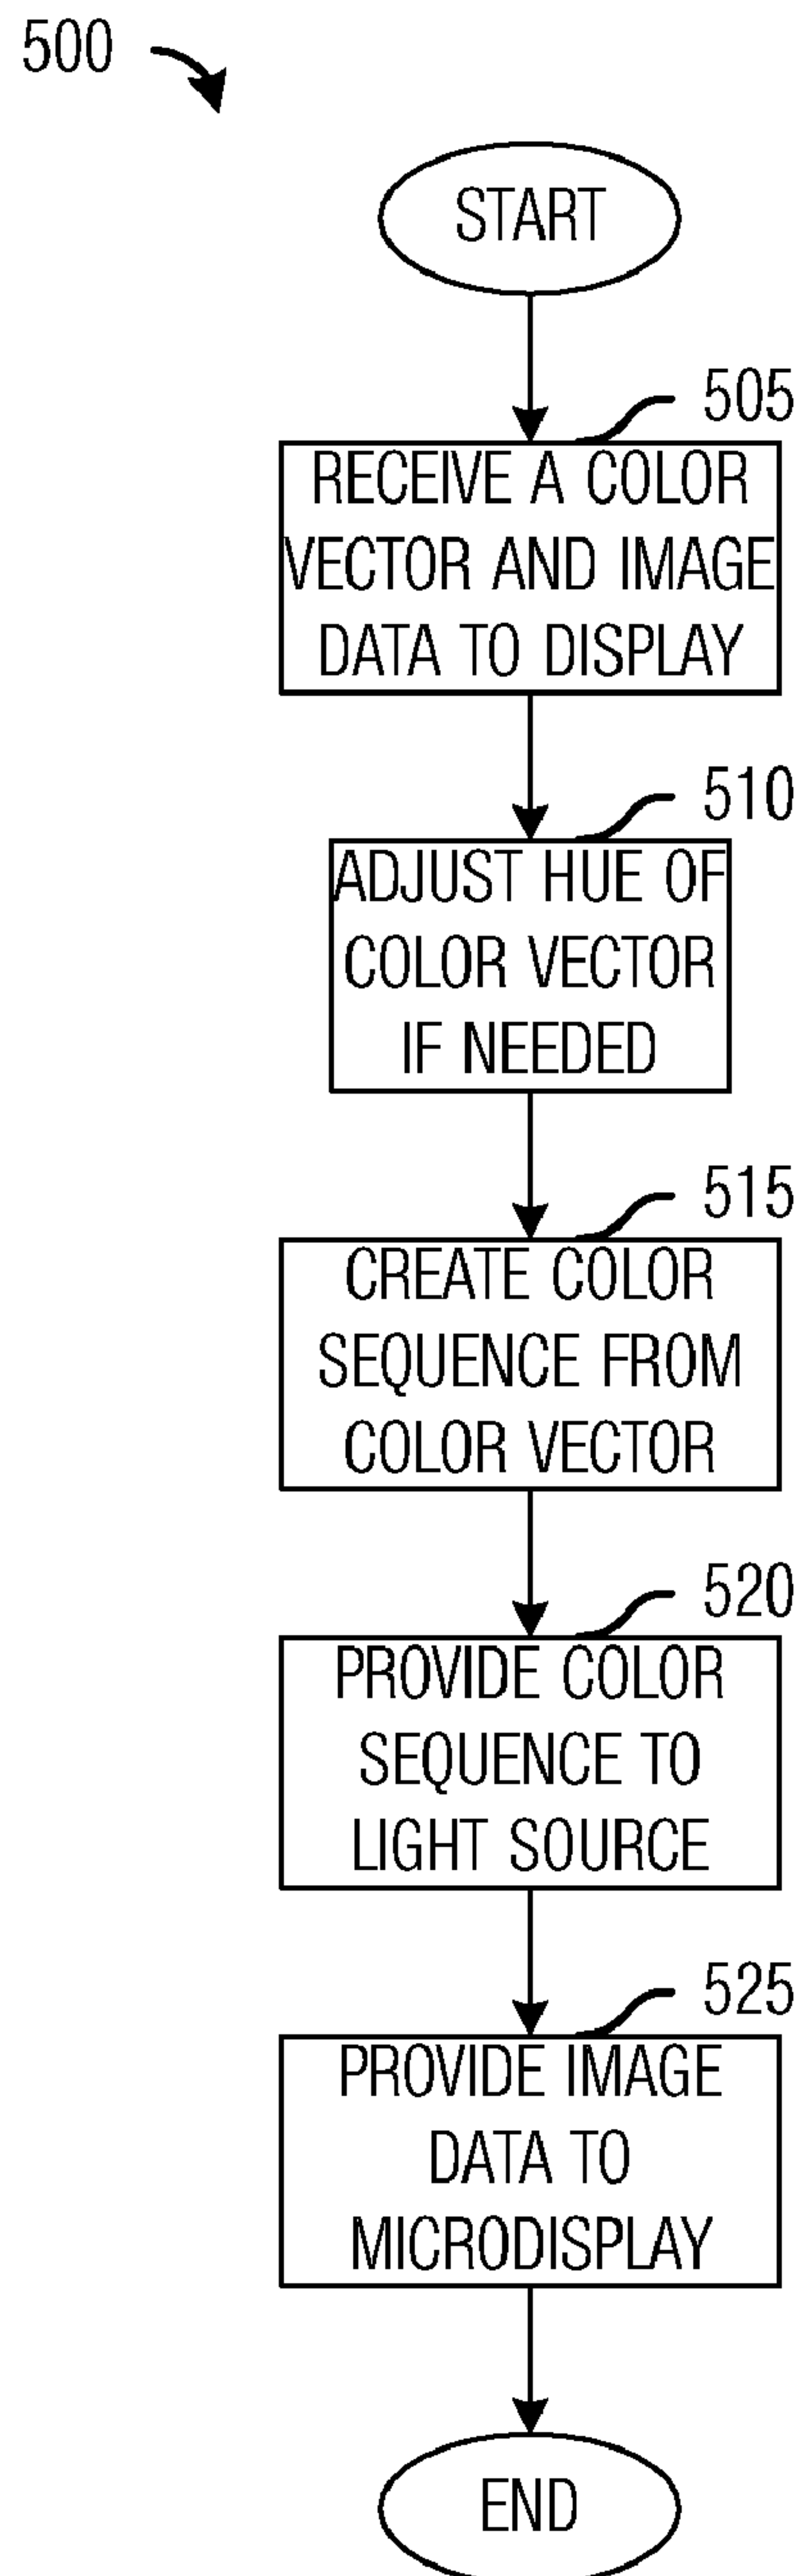 500
START
505
RECEIVE A COLOR
VECTOR AND IMAGE
DATA TO DISPLAY
510
ADJUST HUE OF
COLOR VECTOR
IF NEEDED
515
CREATE COLOR
SEQUENCE FROM
COLOR VECTOR
520
PROVIDE COLOR
SEQUENCE TO
LIGHT SOURCE
525
PROVIDE IMAGE
DATA TO
MICRODISPLAY
END